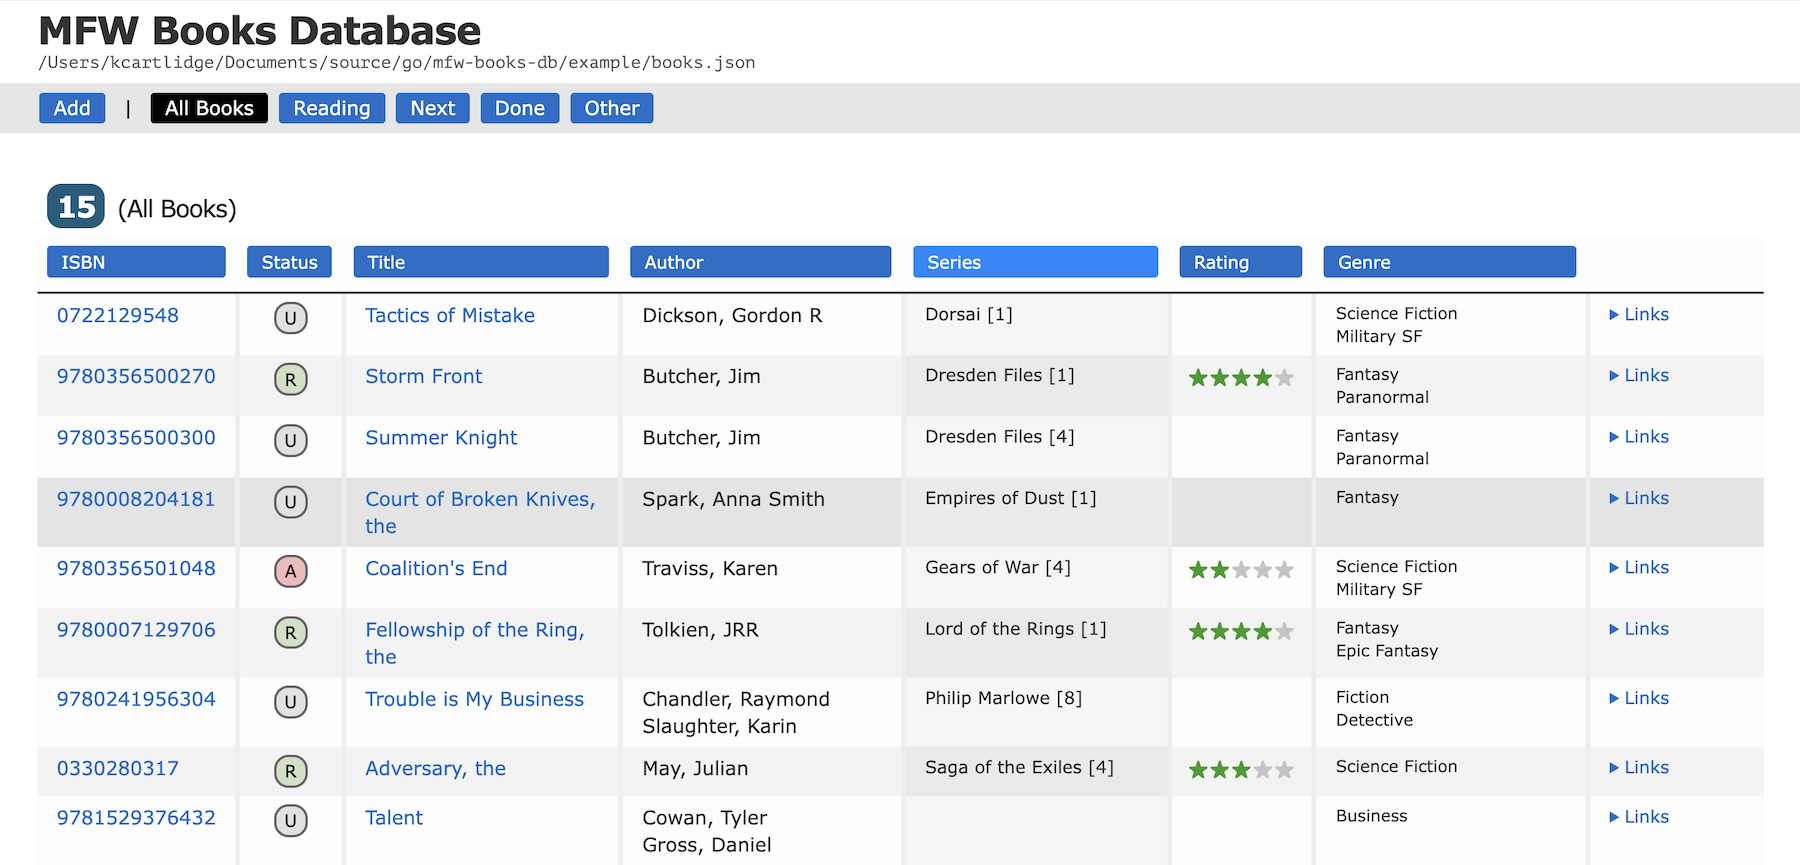 MFW Books Database
/Users/kcartlidge/Documents/source/go/mfw-books-db/example/books.json
Add | All Books Reading Next Done Other
15 (All Books)
ISBN Status Title Author Series Rating Genre
0722129548 U Tactics of Mistake Dickson, Gordon R Dorsai [1] Science Fiction Links
Military SF
9780356500270 R Storm Front Butcher, Jim Dresden Files [1] Fantasy Links
Paranormal
9780356500300 U Summer Knight Butcher, Jim Dresden Files [4] Fantasy Links
Paranormal
9780008204181 U Court of Broken Knives, Spark, Anna Smith Empires of Dust [1] Fantasy Links
the
9780356501048 A Coalition's End Traviss, Karen Gears of War [4] Science Fiction Links
Military SF
9780007129706 R Fellowship of the Ring, Tolkien, JRR Lord of the Rings [1] Fantasy Links
the Epic Fantasy
9780241956304 U Trouble is My Business Chandler, Raymond Philip Marlowe [8] Fiction Links
Slaughter, Karin Detective
0330280317 R Adversary, the May, Julian Saga of the Exiles [4] Science Fiction Links
9781529376432 U Talent Cowan, Tyler Business Links
Gross, Daniel